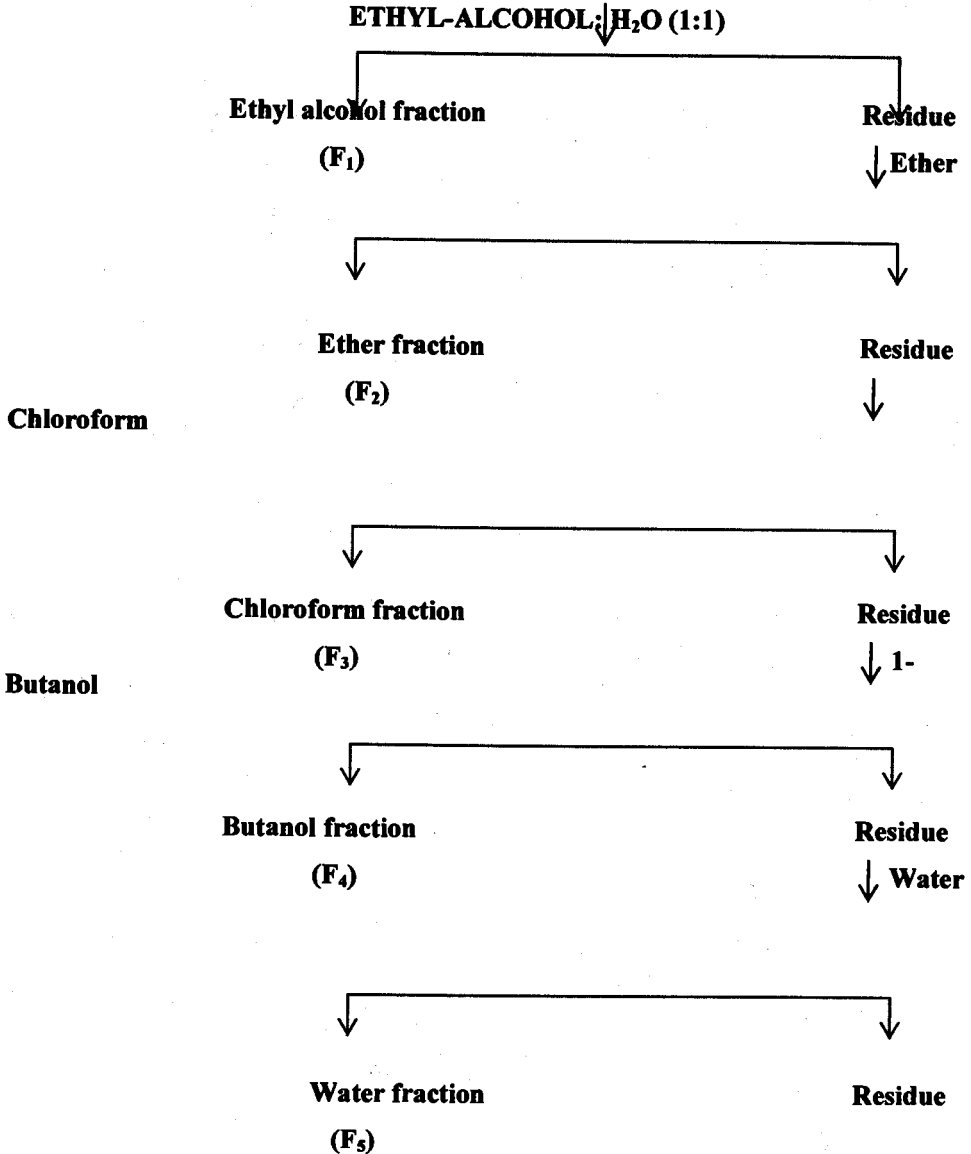 ETHYL-ALCOHOL: H₂O (1:1)
Ethyl alcohol fraction Residue
(F₁) Ether
Ether fraction Residue
(F₂)
Chloroform
Chloroform fraction Residue
(F₃) 1-
Butanol
Butanol fraction Residue
(F₄) Water
Water fraction Residue
(F₅)